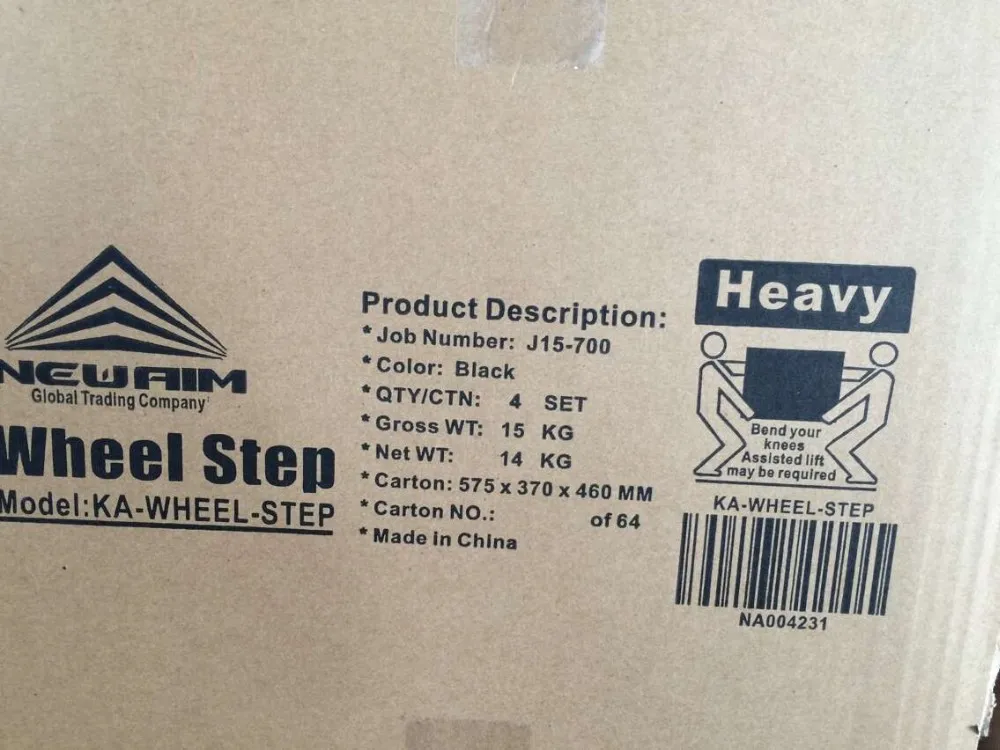 NEWAIM
Global Trading Company
Wheel Step
Model:KA-WHEEL-STEP
Product Description:
* Job Number: J15-700
* Color: Black
* QTY/CTN: 4 SET
* Gross WT: 15 KG
* Net WT: 14 KG
* Carton: 575 x 370 x 460 MM
* Carton NO.: of 64
* Made in China
Heavy
Bend your
knees
Assisted lift
may be required
KA-WHEEL-STEP
NA004231